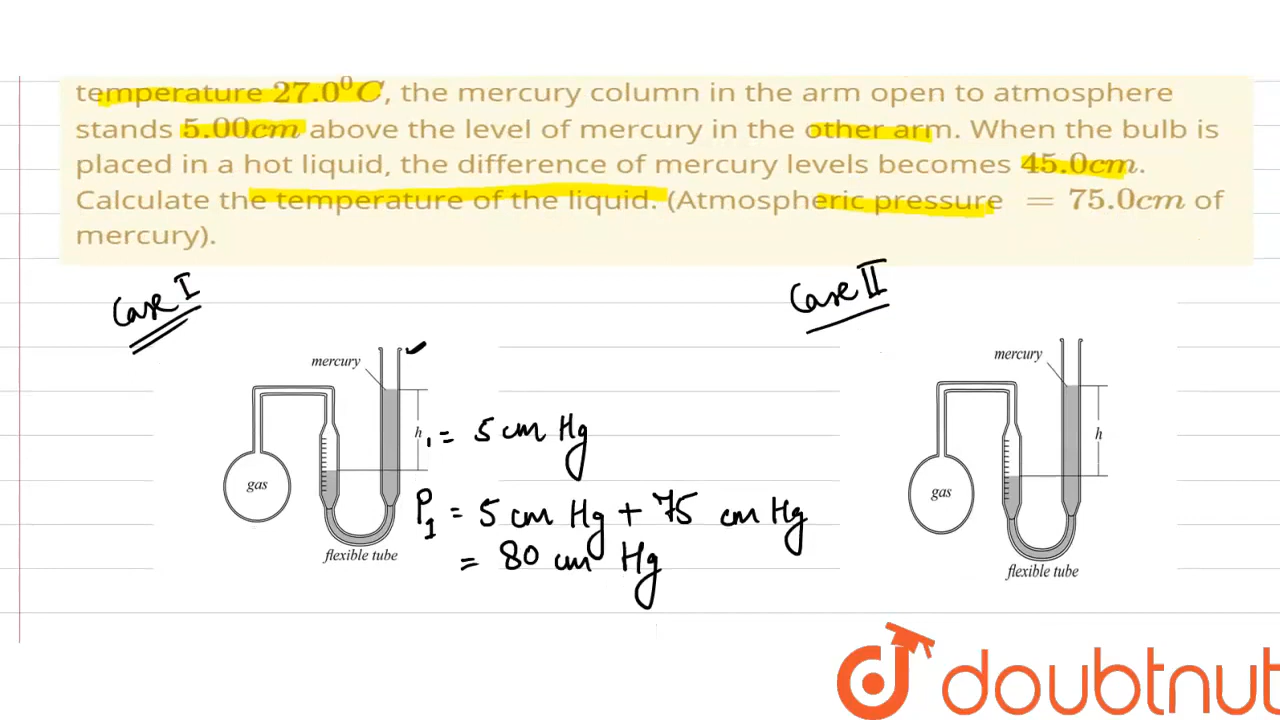 temperature 27.0⁰C, the mercury column in the arm open to atmosphere
stands 5.00cm above the level of mercury in the other arm. When the bulb is
placed in a hot liquid, the difference of mercury levels becomes 45.0cm.
Calculate the temperature of the liquid. (Atmospheric pressure = 75.0cm of
mercury).
Case I
Case II
mercury
gas
h₁ = 5 cm Hg
P₁ = 5 cm Hg + 75 cm Hg
= 80 cm Hg
flexible tube
mercury
h
gas
flexible tube
doubtnut